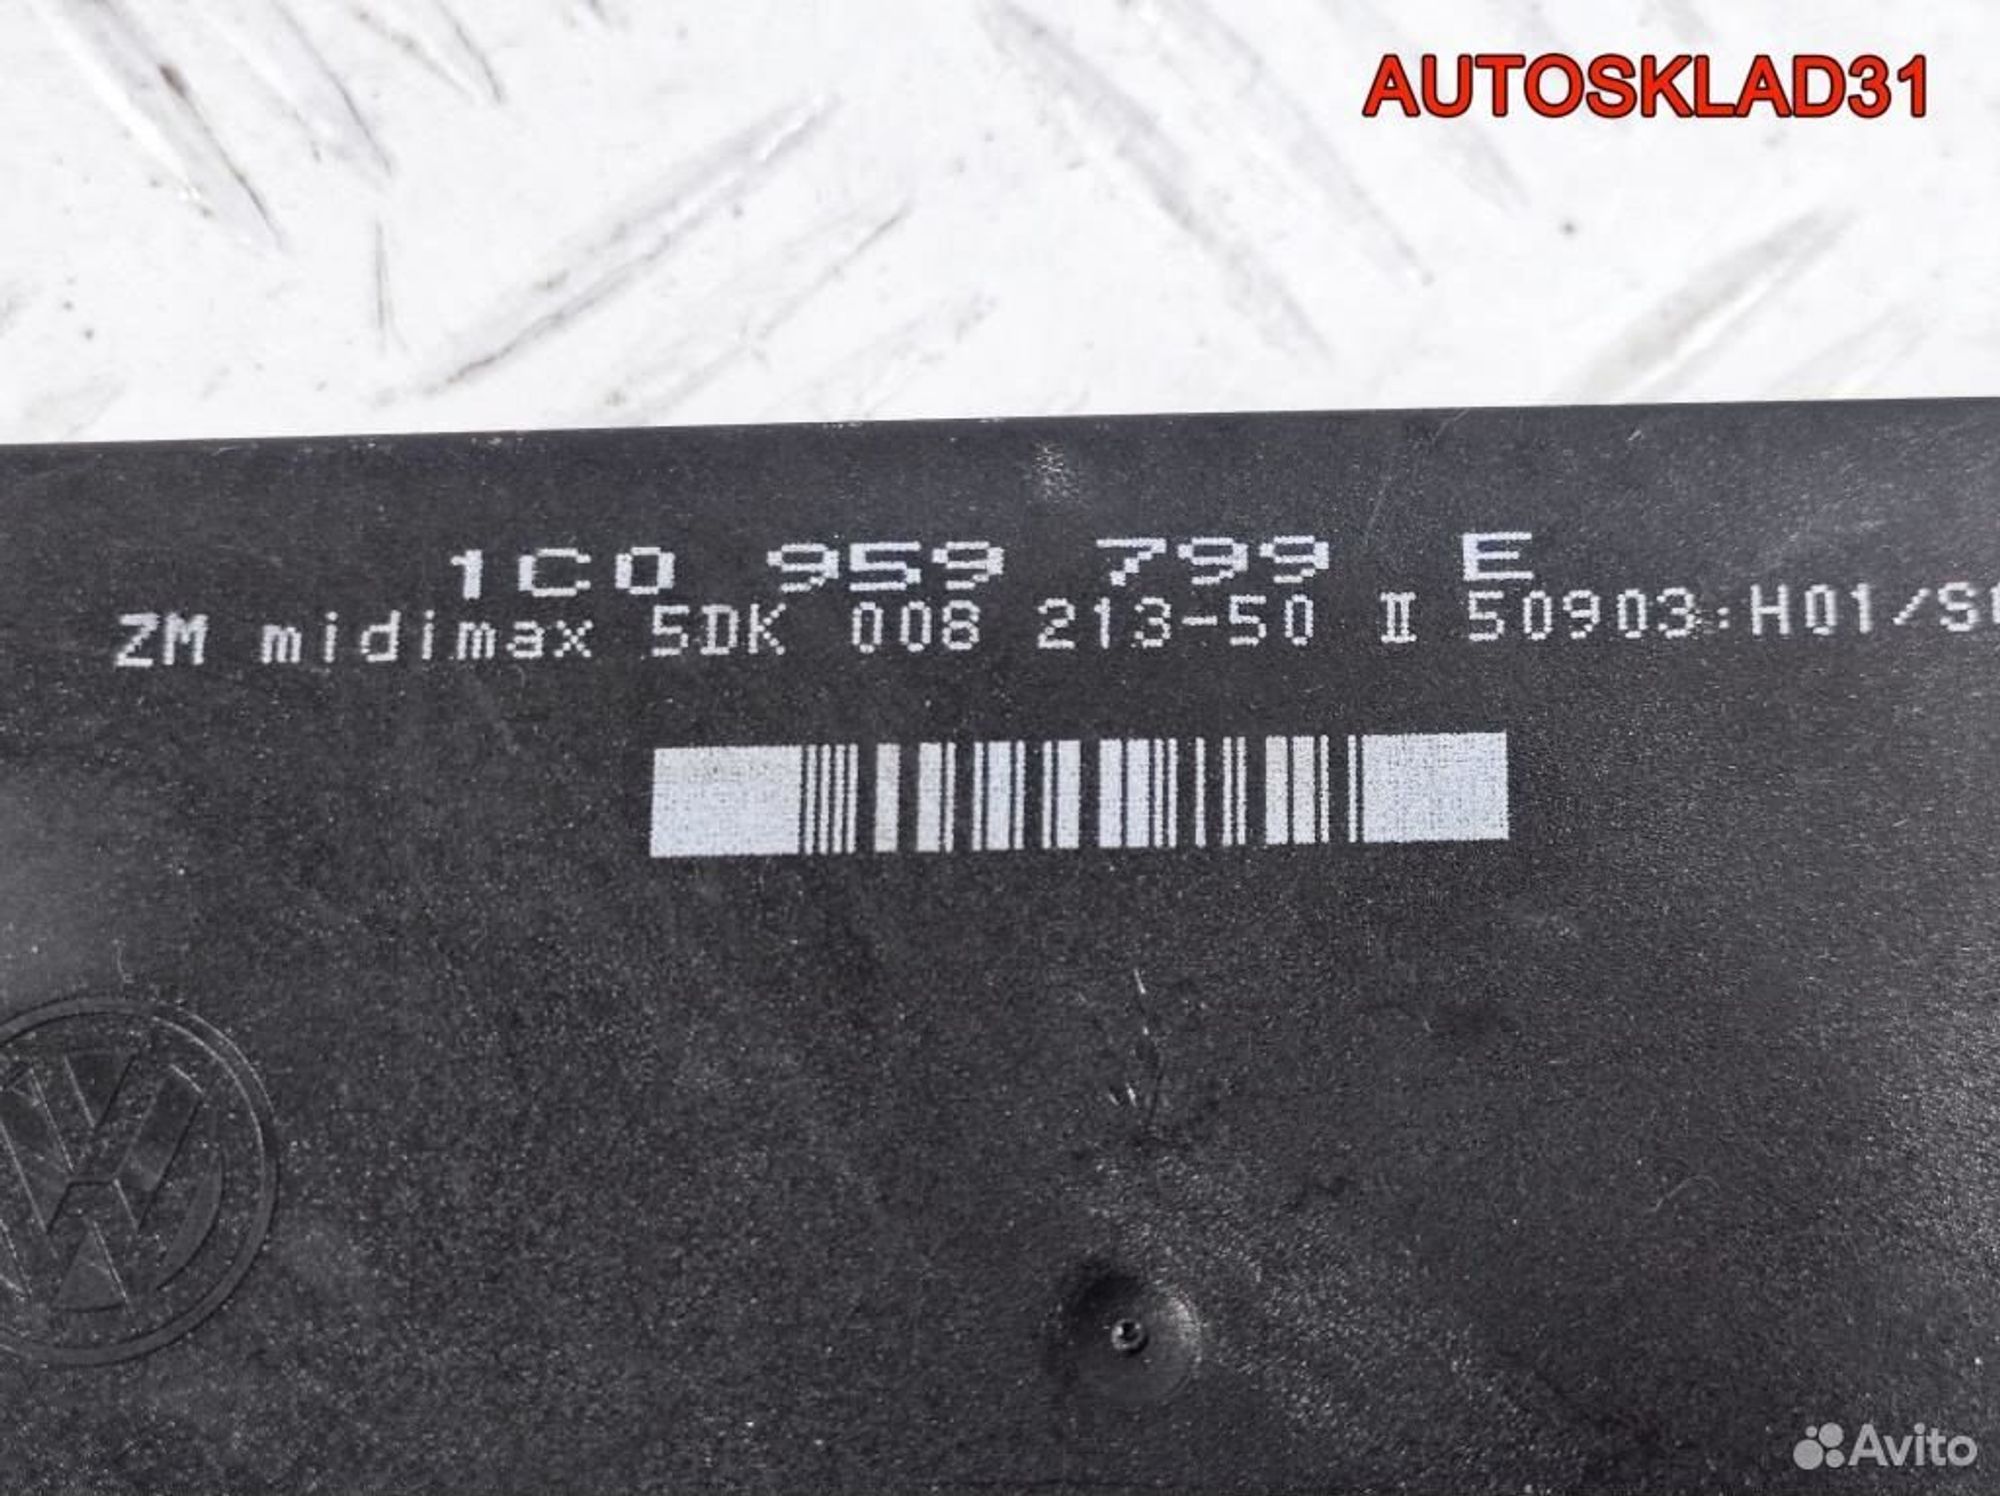 AUTOSKLAD31
1C0 959 799 E
ZM midimax 5DK 008 213-50 II 50903 H01/S
Avito